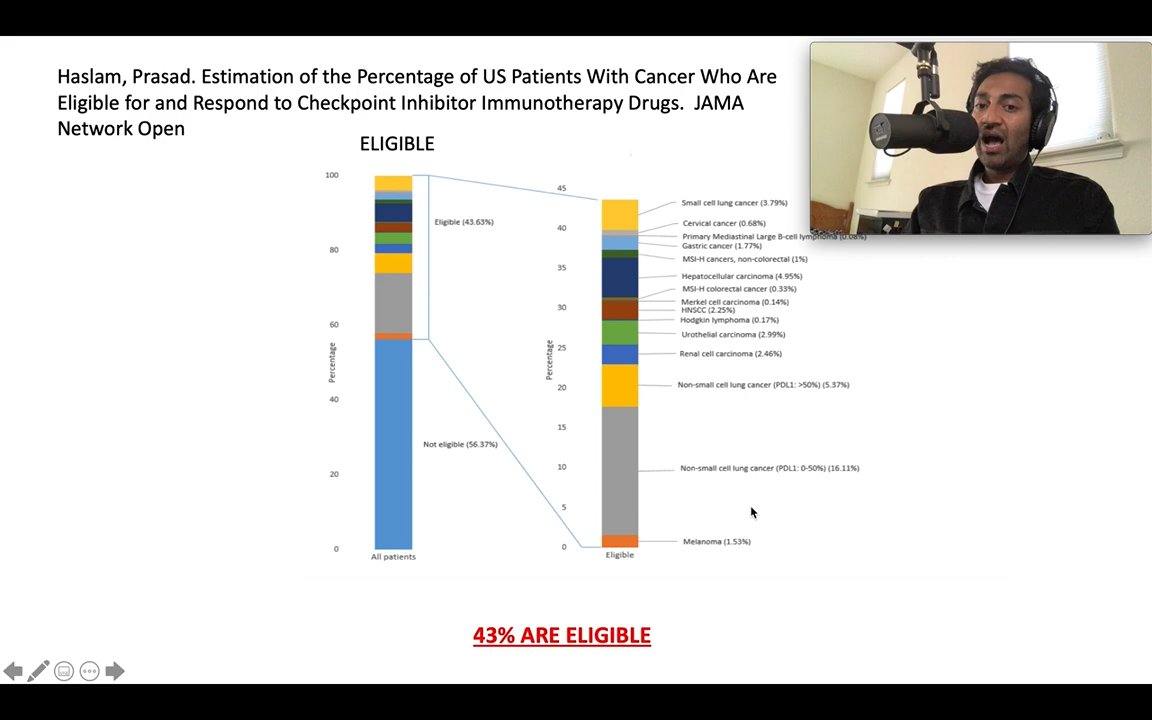 Haslam, Prasad. Estimation of the Percentage of US Patients With Cancer Who Are
Eligible for and Respond to Checkpoint Inhibitor Immunotherapy Drugs. JAMA
Network Open
ELIGIBLE
100
80
60
40
20
0
Percentage
Eligible (43.63%)
Not eligible (56.37%)
All patients
45
40
35
30
25
20
15
10
5
0
Percentage
Small cell lung cancer (3.79%)
Cervical cancer (0.68%)
Primary Mediastinal Large B-cell lymphoma (0.08%)
Gastric cancer (1.77%)
MSI-H cancers, non-colorectal (1%)
Hepatocellular carcinoma (4.95%)
MSI-H colorectal cancer (0.33%)
Merkel cell carcinoma (0.14%)
HNSCC (2.25%)
Hodgkin lymphoma (0.17%)
Urothelial carcinoma (2.99%)
Renal cell carcinoma (2.46%)
Non-small cell lung cancer (PDL1: >50%) (5.37%)
Non-small cell lung cancer (PDL1: 0-50%) (16.11%)
Melanoma (1.53%)
Eligible
43% ARE ELIGIBLE